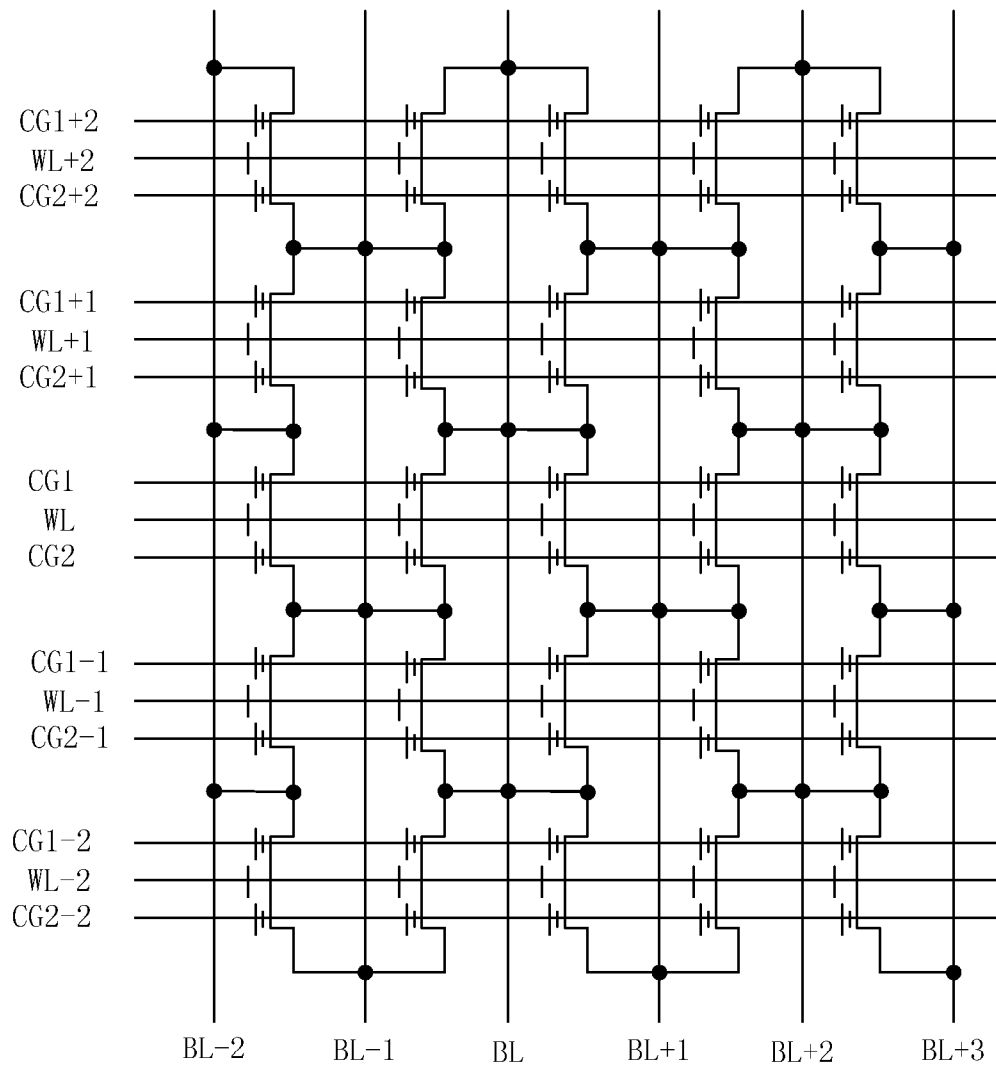 CG1+2
WL+2
CG2+2
CG1+1
WL+1
CG2+1
CG1
WL
CG2
CG1-1
WL-1
CG2-1
CG1-2
WL-2
CG2-2
BL-2 BL-1 BL BL+1 BL+2 BL+3